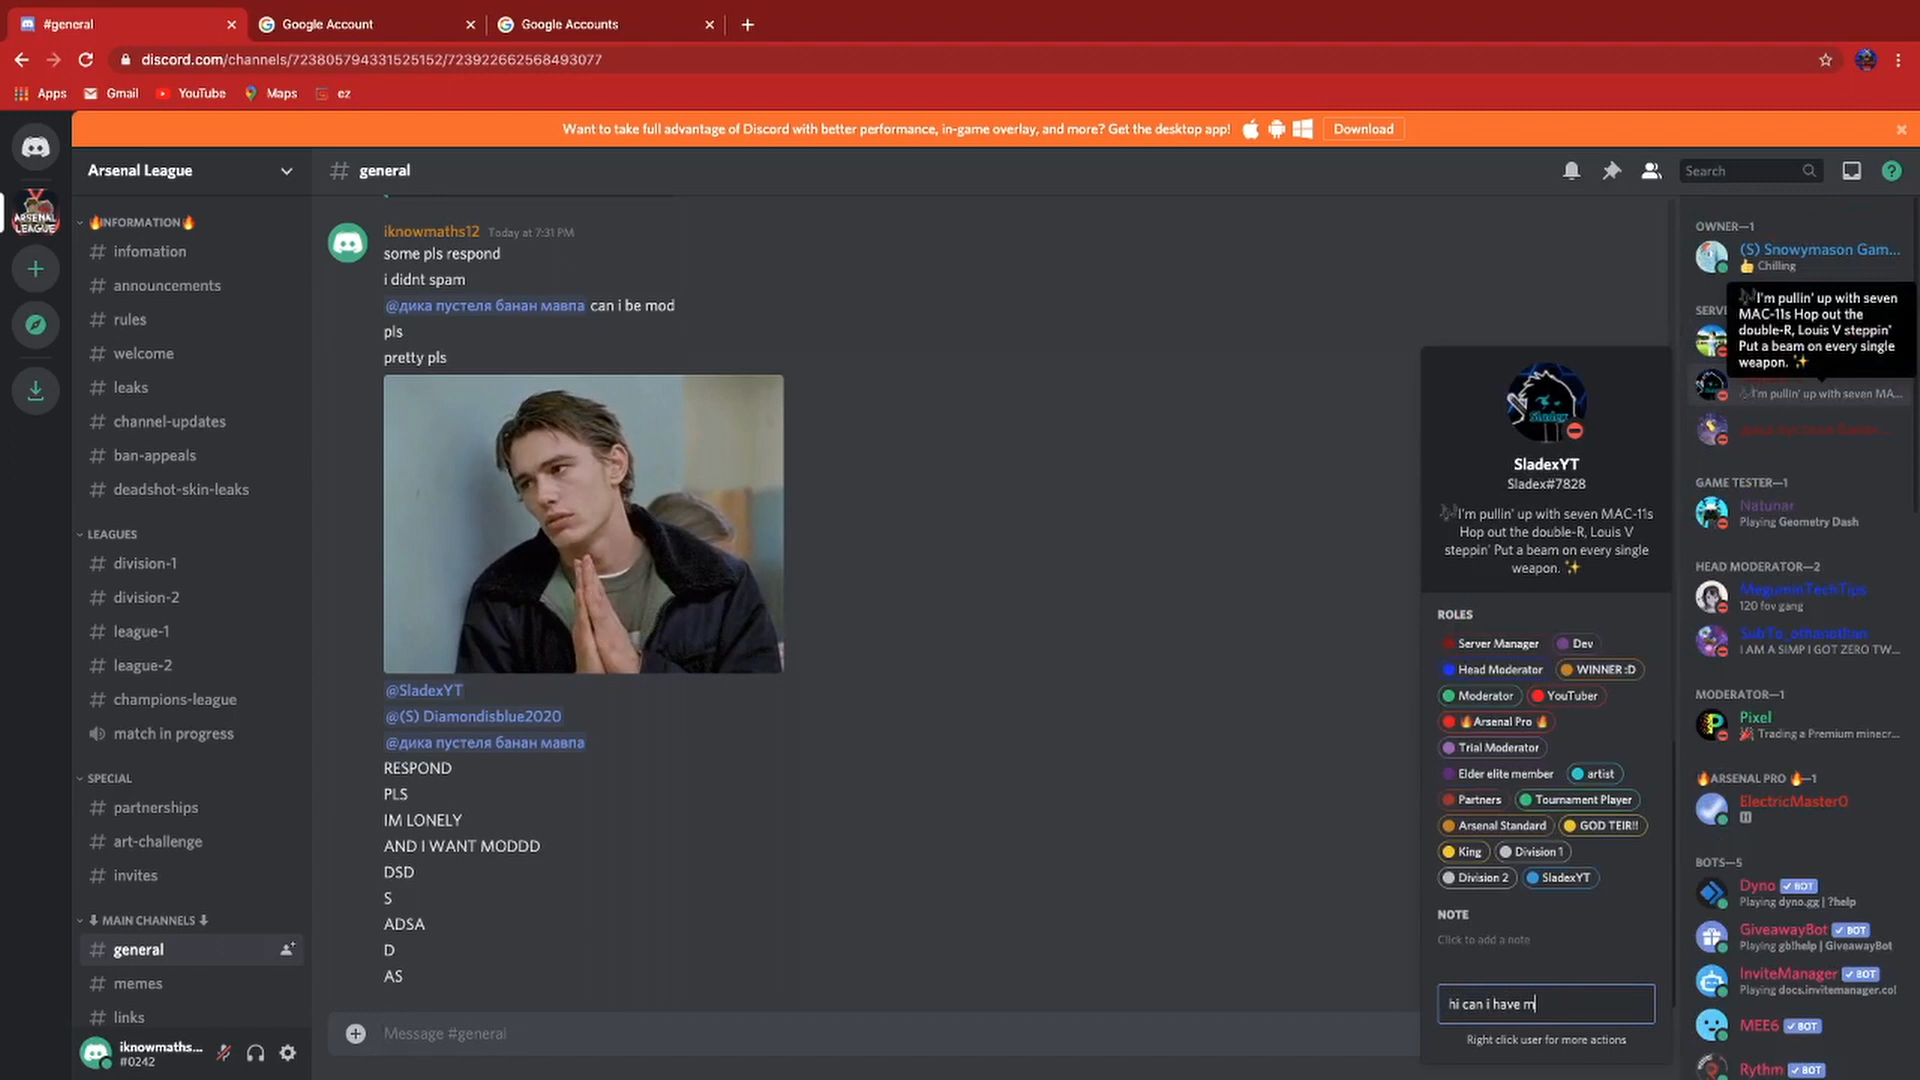 #general
Google Account
Google Accounts
discord.com/channels/723805794331525152/723922662568493077
Apps
Gmail
YouTube
Maps
ez
Want to take full advantage of Discord with better performance, in-game overlay, and more? Get the desktop app!
Download
ARSENAL
LEAGUE
Arsenal League
🔥INFORMATION🔥
infomation
announcements
rules
welcome
leaks
channel-updates
ban-appeals
deadshot-skin-leaks
LEAGUES
division-1
division-2
league-1
league-2
champions-league
match in progress
SPECIAL
partnerships
art-challenge
invites
⬇ MAIN CHANNELS ⬇
general
memes
links
iknowmaths...
#0242
# general
Search
iknowmaths12 Today at 7:31 PM
some pls respond
i didnt spam
@дика пустеля банан мавпа can i be mod
pls
pretty pls
@SladexYT
@(S) Diamondisblue2020
@дика пустеля банан мавпа
RESPOND
PLS
IM LONELY
AND I WANT MODDD
DSD
S
ADSA
D
AS
Message #general
Sladex
SladexYT
Sladex#7828
🎶I'm pullin' up with seven MAC-11s
Hop out the double-R, Louis V
steppin' Put a beam on every single
weapon. ✨
ROLES
Server Manager
Dev
Head Moderator
WINNER :D
Moderator
YouTuber
🔥Arsenal Pro 🔥
Trial Moderator
Elder elite member
artist
Partners
Tournament Player
Arsenal Standard
GOD TEIR!!
King
Division 1
Division 2
SladexYT
NOTE
Click to add a note
hi can i have m
Right click user for more actions
OWNER—1
(S) Snowymason Gam...
👍 Chilling
SERV
🎶I'm pullin' up with seven
MAC-11s Hop out the
double-R, Louis V steppin'
Put a beam on every single
weapon. ✨
🎶I'm pullin' up with seven MA...
GAME TESTER—1
Natunar
Playing Geometry Dash
HEAD MODERATOR—2
MeguminTechTips
120 fov gang
SubTo_othanothan
I AM A SIMP I GOT ZERO TW...
MODERATOR—1
Pixel
🎉 Trading a Premium minecr...
🔥ARSENAL PRO 🔥—1
ElectricMaster0
BOTS—5
Dyno ✓ BOT
Playing dyno.gg | ?help
GiveawayBot ✓ BOT
Playing gb!help | GiveawayBot
InviteManager ✓ BOT
Playing docs.invitemanager.co!
MEE6 ✓ BOT
Rythm ✓ BOT